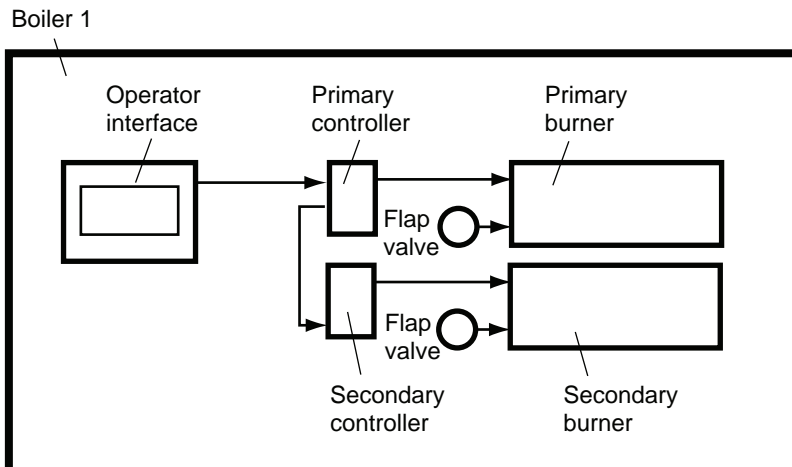 Boiler 1
Operator
interface
Primary
controller
Primary
burner
Flap
valve
Flap
valve
Secondary
controller
Secondary
burner